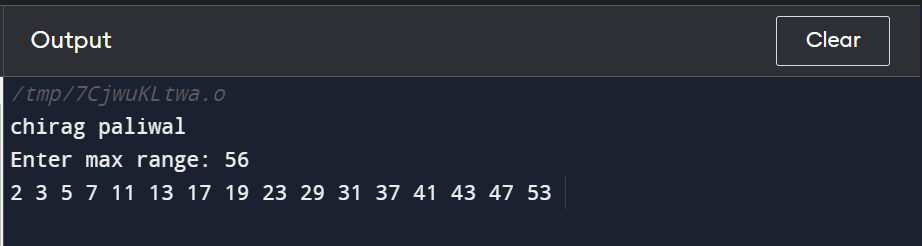 Output
Clear
/tmp/7CjwuKLtwa.o
chirag paliwal
Enter max range: 56
2 3 5 7 11 13 17 19 23 29 31 37 41 43 47 53